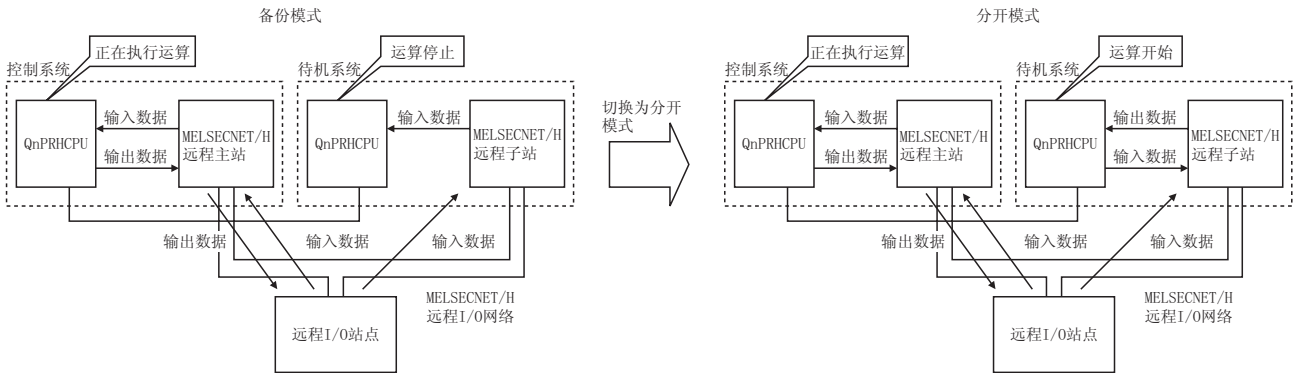 备份模式
正在执行运算
运算停止
控制系统
待机系统
QnPRHCPU
输入数据
输出数据
MELSECNET/H
远程主站
QnPRHCPU
输入数据
MELSECNET/H
远程子站
输出数据
输入数据
输入数据
MELSECNET/H
远程I/O网络
远程I/O站点
切换为分开
模式
分开模式
正在执行运算
运算开始
控制系统
待机系统
QnPRHCPU
输入数据
输出数据
MELSECNET/H
远程主站
QnPRHCPU
输出数据
输入数据
MELSECNET/H
远程子站
输出数据
输入数据
输入数据
MELSECNET/H
远程I/O网络
远程I/O站点